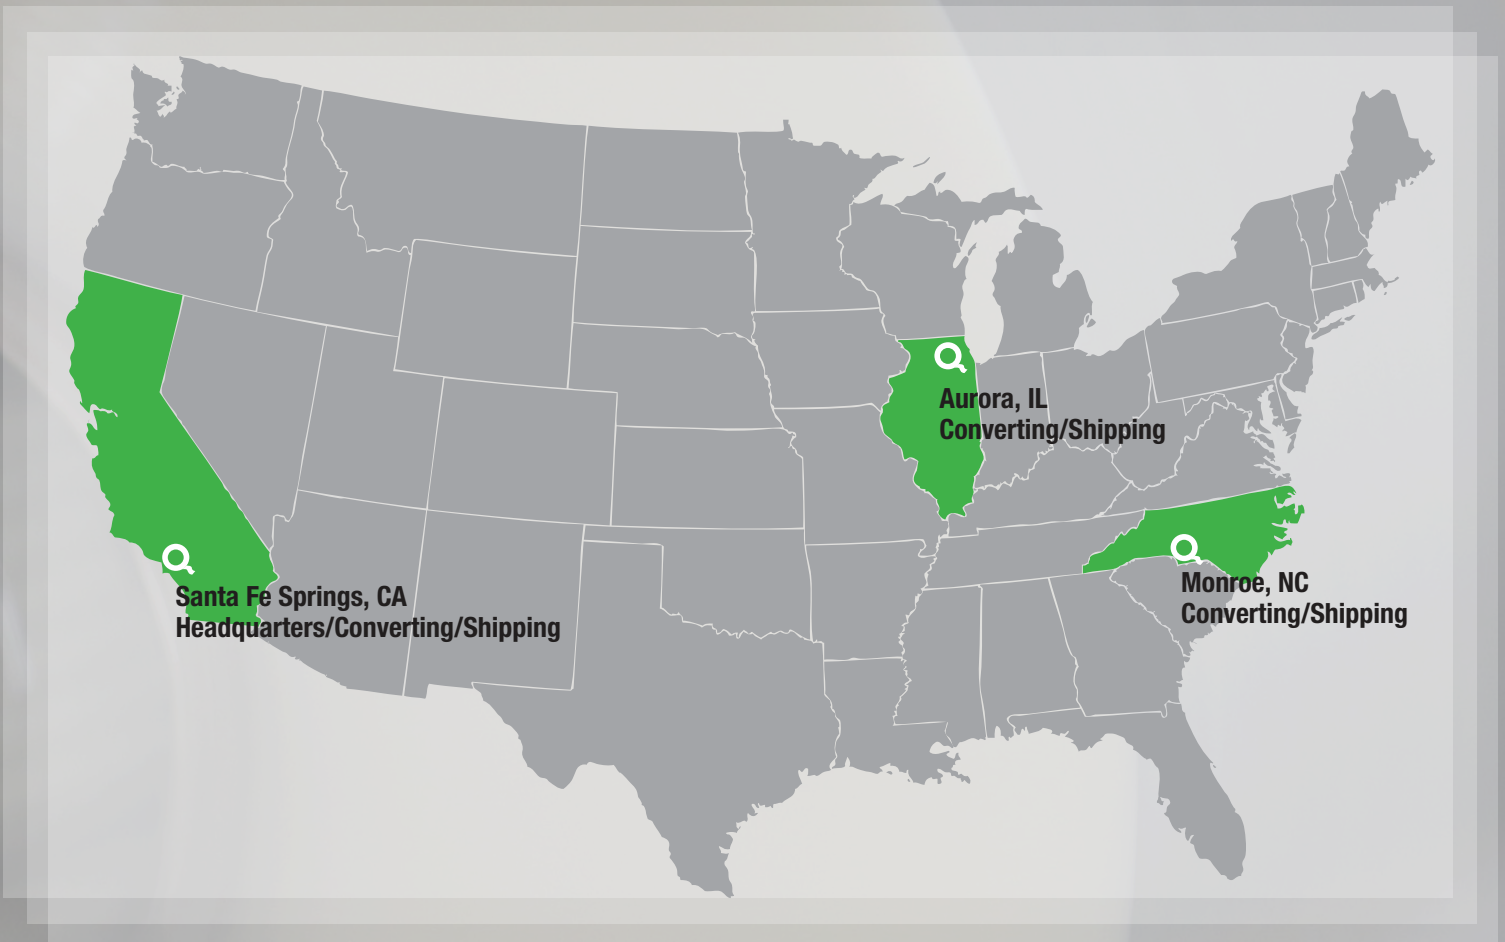 Aurora, IL
Converting/Shipping
Santa Fe Springs, CA
Headquarters/Converting/Shipping
Monroe, NC
Converting/Shipping